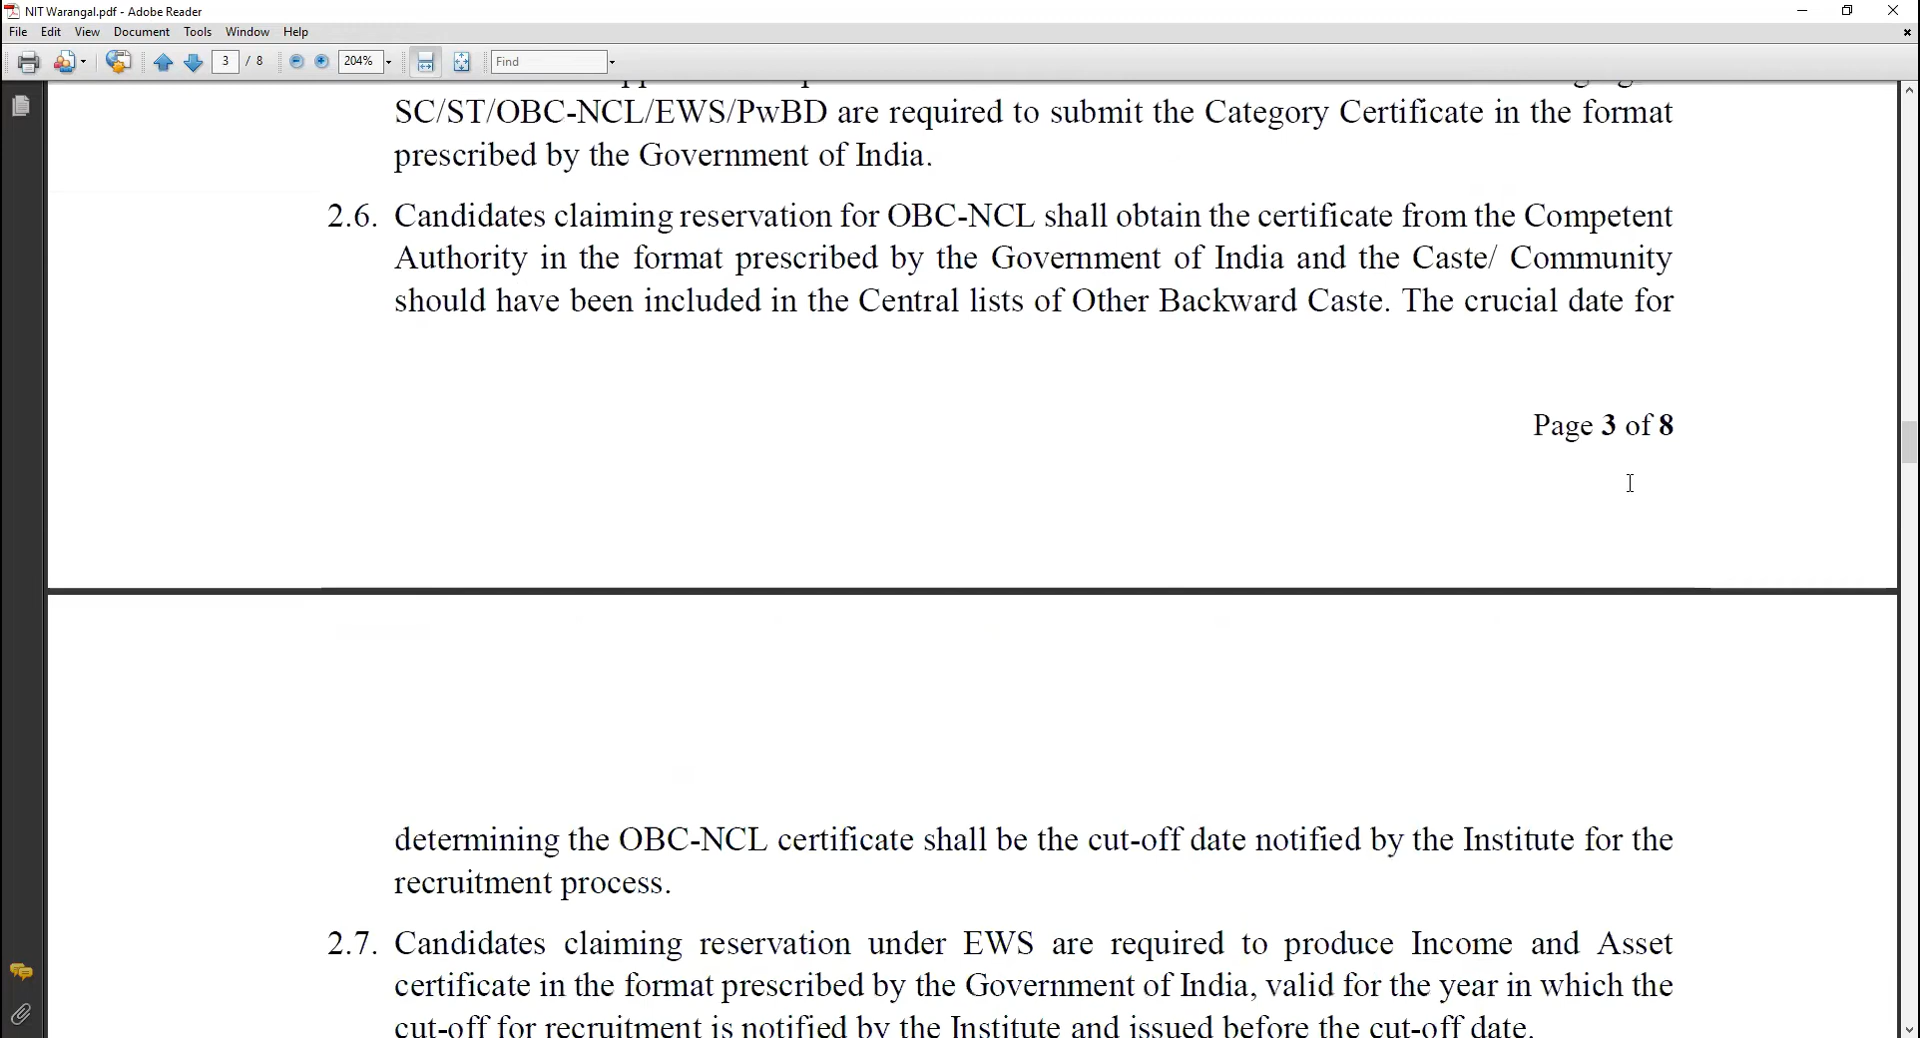 NIT Warangal.pdf - Adobe Reader
File Edit View Document Tools Window Help
3 / 8 204% Find
SC/ST/OBC-NCL/EWS/PwBD are required to submit the Category Certificate in the format
prescribed by the Government of India.
2.6. Candidates claiming reservation for OBC-NCL shall obtain the certificate from the Competent
Authority in the format prescribed by the Government of India and the Caste/ Community
should have been included in the Central lists of Other Backward Caste. The crucial date for
Page 3 of 8
determining the OBC-NCL certificate shall be the cut-off date notified by the Institute for the
recruitment process.
2.7. Candidates claiming reservation under EWS are required to produce Income and Asset
certificate in the format prescribed by the Government of India, valid for the year in which the
cut-off for recruitment is notified by the Institute and issued before the cut-off date.